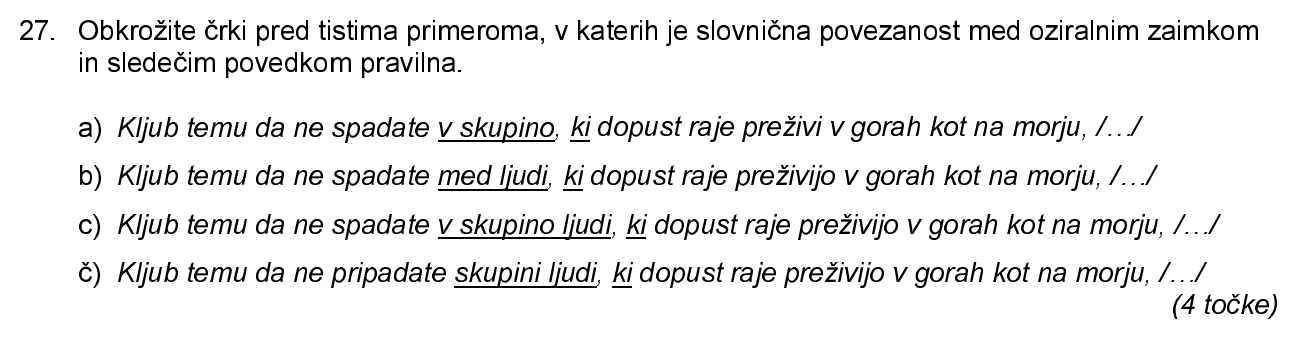 27. Obkrožite črki pred tistima primeroma, v katerih je slovnična povezanost med oziralnim zaimkom
in sledečim povedkom pravilna.
a) Kljub temu da ne spadate v skupino, ki dopust raje preživi v gorah kot na morju, /…/
b) Kljub temu da ne spadate med ljudi, ki dopust raje preživijo v gorah kot na morju, /…/
c) Kljub temu da ne spadate v skupino ljudi, ki dopust raje preživijo v gorah kot na morju, /…/
č) Kljub temu da ne pripadate skupini ljudi, ki dopust raje preživijo v gorah kot na morju, /…/
(4 točke)